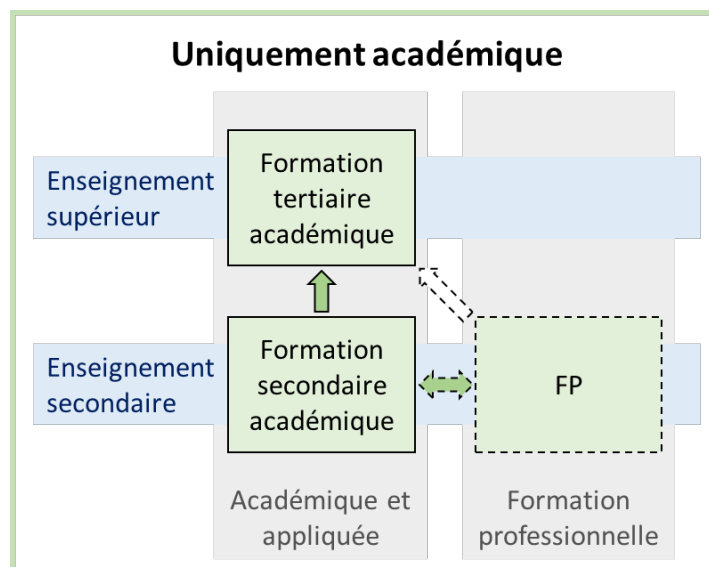 Uniquement académique
Enseignement
supérieur
Formation
tertiaire
académique
Enseignement
secondaire
Formation
secondaire
académique
FP
Académique et
appliquée
Formation
professionnelle